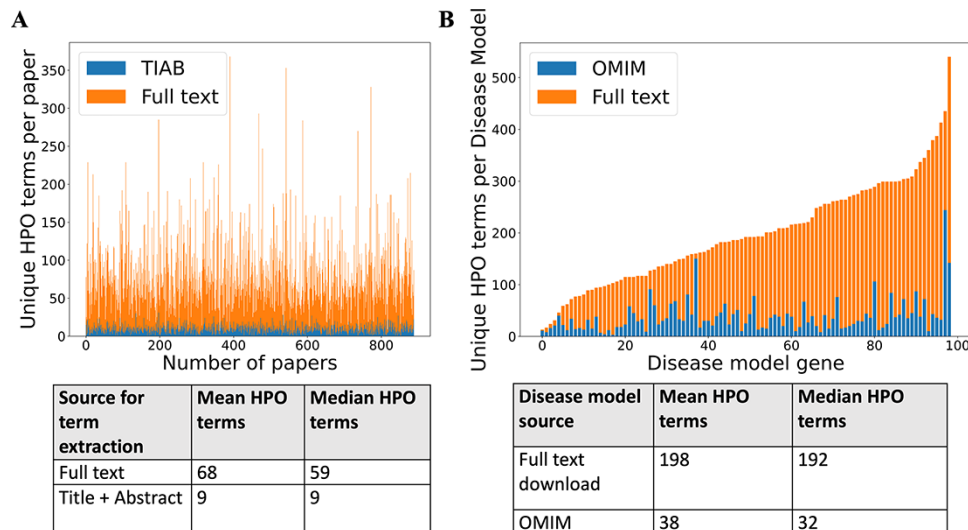 A
Unique HPO terms per paper
350
300
250
200
150
100
50
0
TIAB
Full text
0 200 400 600 800
Number of papers
Source for term extraction Mean HPO terms Median HPO terms
Full text 68 59
Title + Abstract 9 9
B
Unique HPO terms per Disease Model
500
400
300
200
100
0
OMIM
Full text
0 20 40 60 80 100
Disease model gene
Disease model source Mean HPO terms Median HPO terms
Full text download 198 192
OMIM 38 32